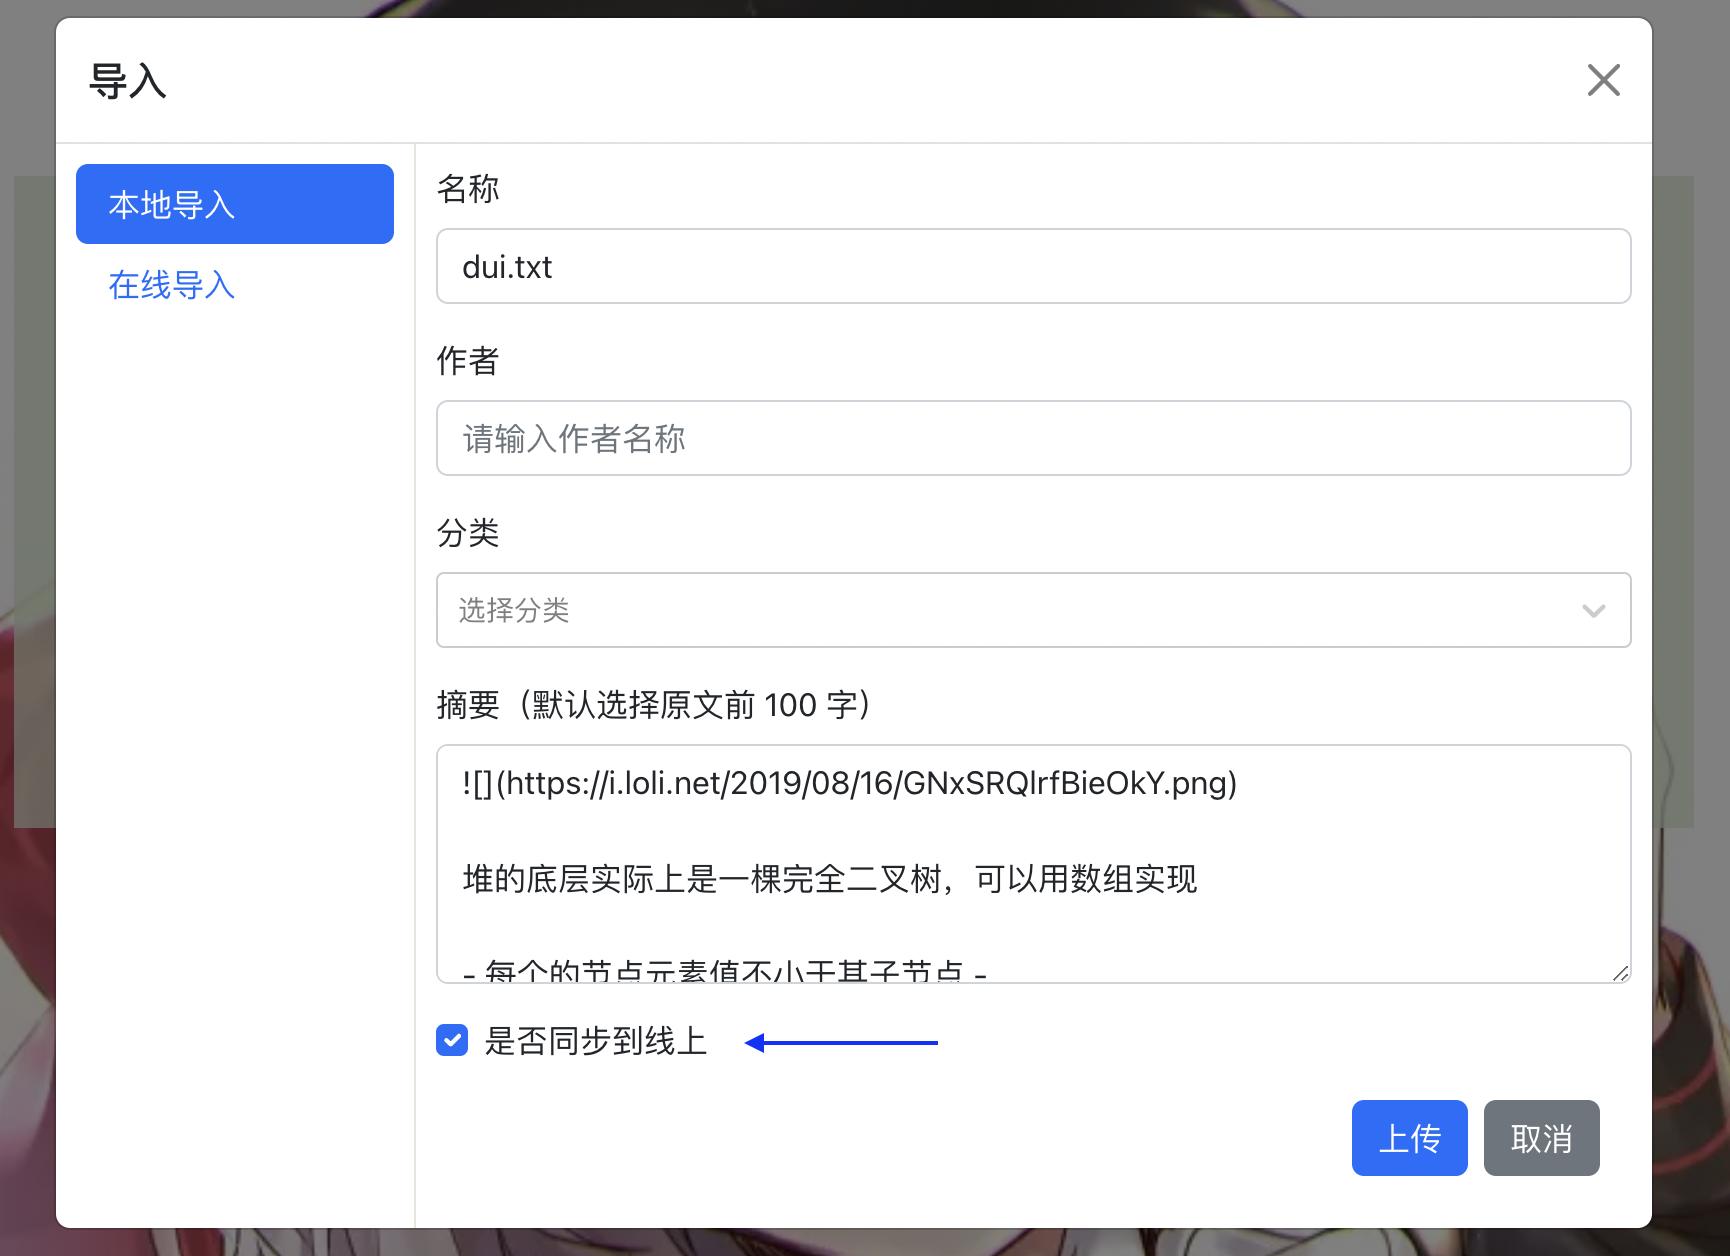 导入
本地导入
在线导入
名称
dui.txt
作者
请输入作者名称
分类
选择分类
摘要（默认选择原文前 100 字）
![](https://i.loli.net/2019/08/16/GNxSRQlrfBieOkY.png)
堆的底层实际上是一棵完全二叉树，可以用数组实现
- 每个的节点元素值不小于其子节点 -
是否同步到线上
上传
取消